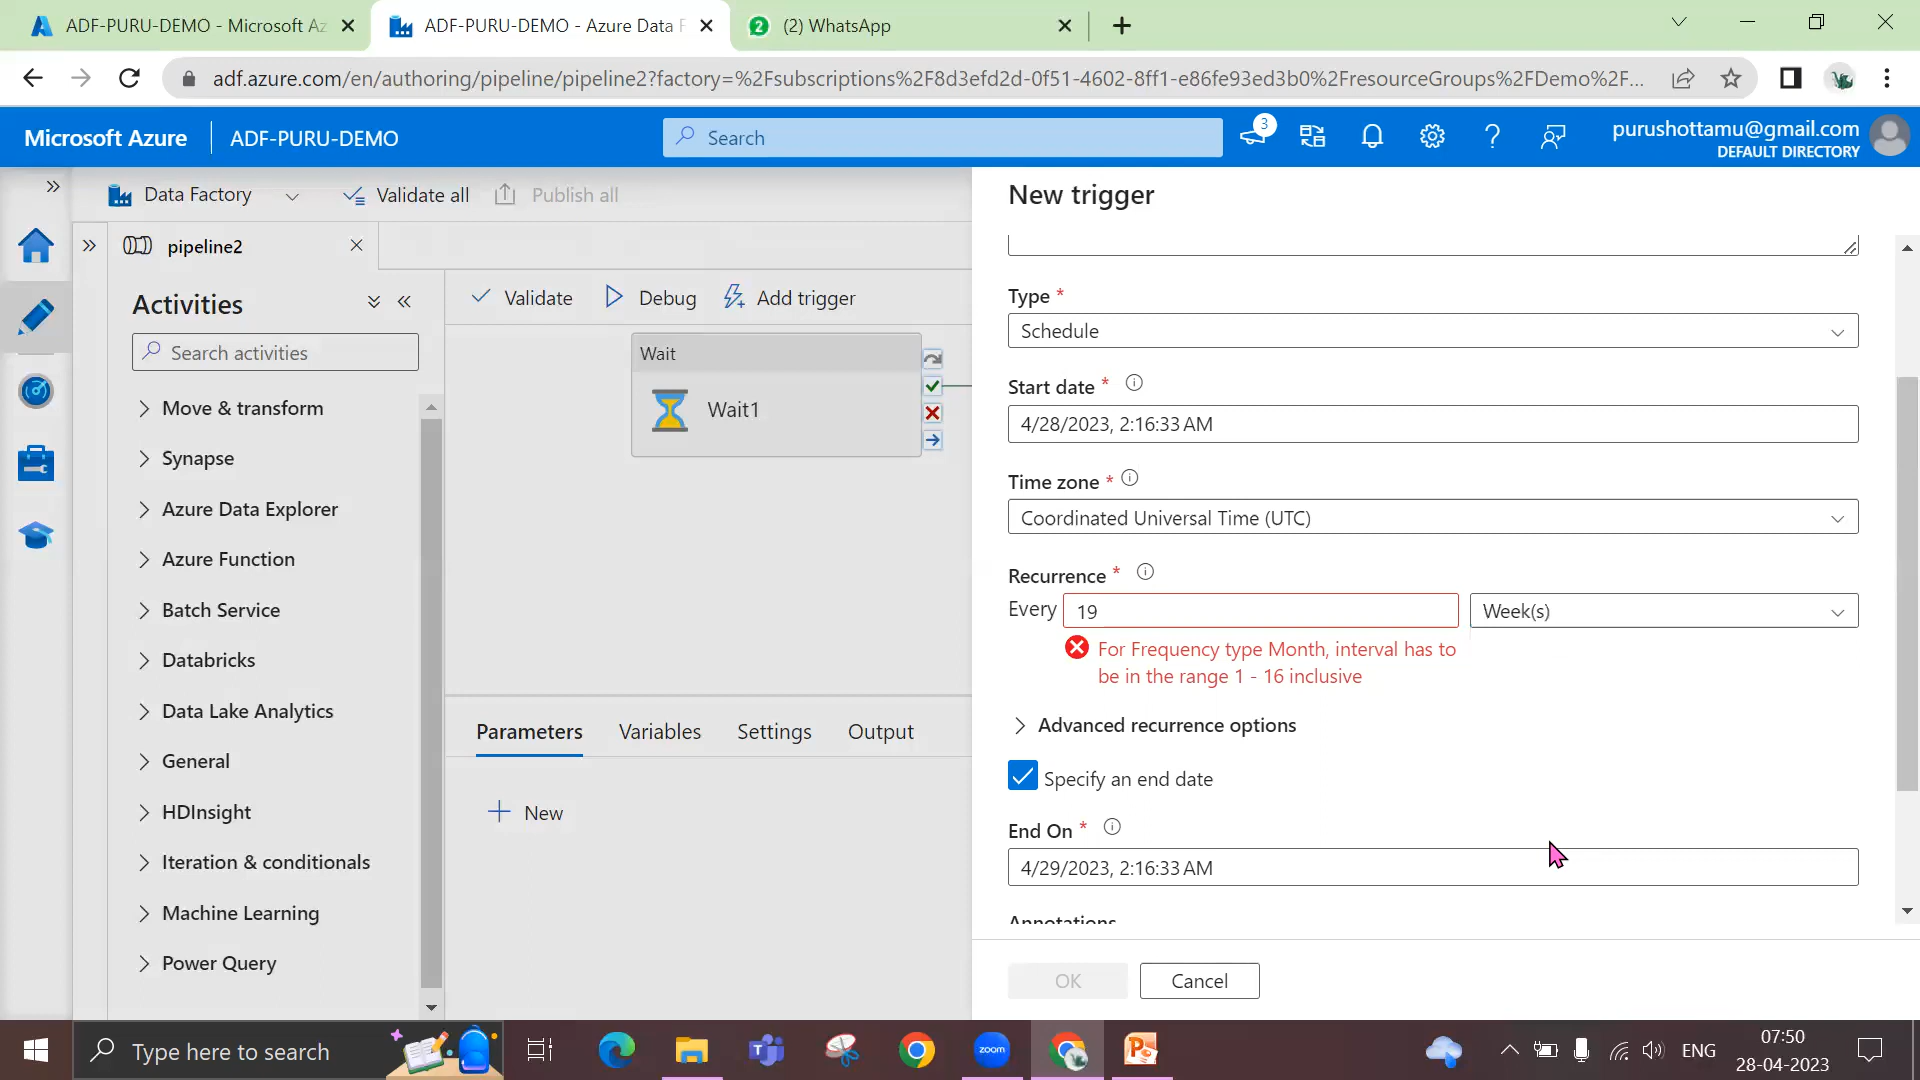 ADF-PURU-DEMO - Microsoft Az
ADF-PURU-DEMO - Azure Data F
(2) WhatsApp
adf.azure.com/en/authoring/pipeline/pipeline2?factory=%2Fsubscriptions%2F8d3efd2d-0f51-4602-8ff1-e86fe93ed3b0%2FresourceGroups%2FDemo%2F...
Microsoft Azure
ADF-PURU-DEMO
Search
3
purushottamu@gmail.com
DEFAULT DIRECTORY
Data Factory
Validate all
Publish all
pipeline2
Activities
Search activities
Move & transform
Synapse
Azure Data Explorer
Azure Function
Batch Service
Databricks
Data Lake Analytics
General
HDInsight
Iteration & conditionals
Machine Learning
Power Query
Validate
Debug
Add trigger
Wait
Wait1
Parameters
Variables
Settings
Output
New
New trigger
Type *
Schedule
Start date *
4/28/2023, 2:16:33 AM
Time zone *
Coordinated Universal Time (UTC)
Recurrence *
Every 19 Week(s)
For Frequency type Month, interval has to
be in the range 1 - 16 inclusive
Advanced recurrence options
Specify an end date
End On *
4/29/2023, 2:16:33 AM
Annotations
OK
Cancel
Type here to search
zoom
ENG
07:50
28-04-2023